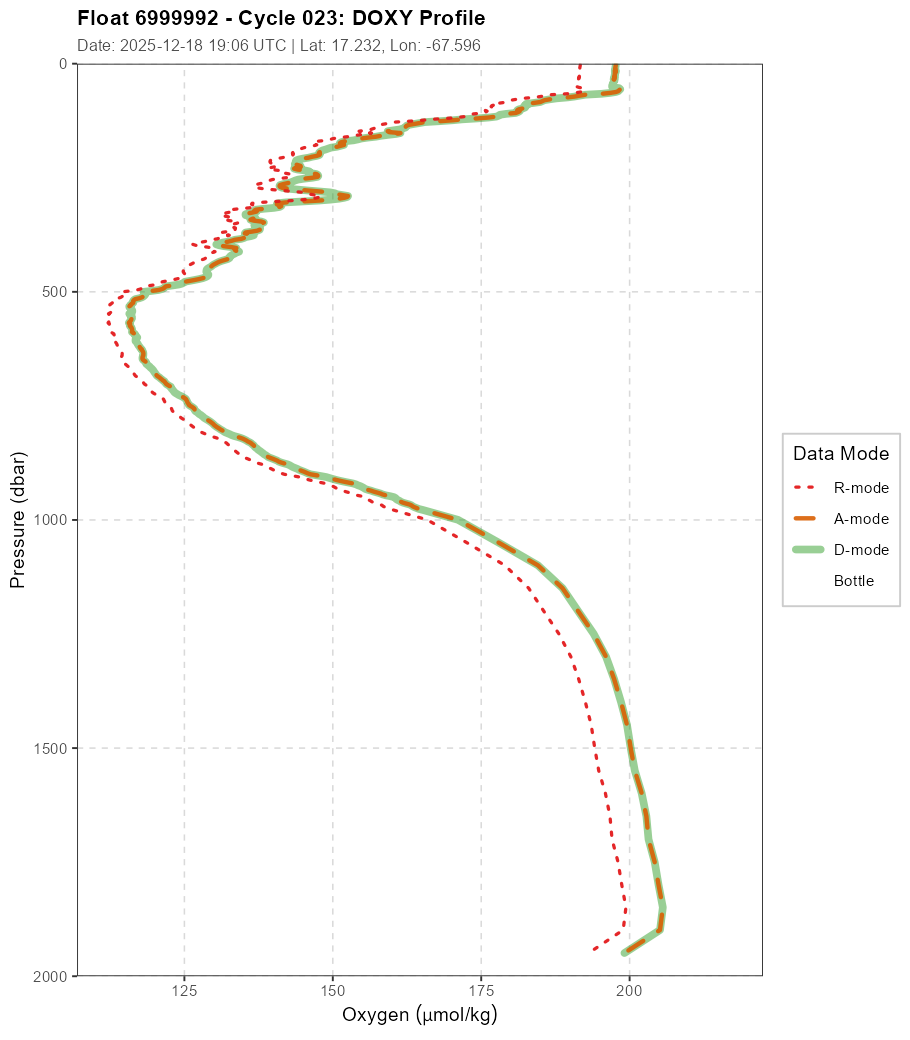 Float 6999992 - Cycle 023: DOXY Profile
Date: 2025-12-18 19:06 UTC | Lat: 17.232, Lon: -67.596
0
500
1000
1500
2000
Pressure (dbar)
125 150 175 200
Oxygen (µmol/kg)
Data Mode
R-mode
A-mode
D-mode
Bottle